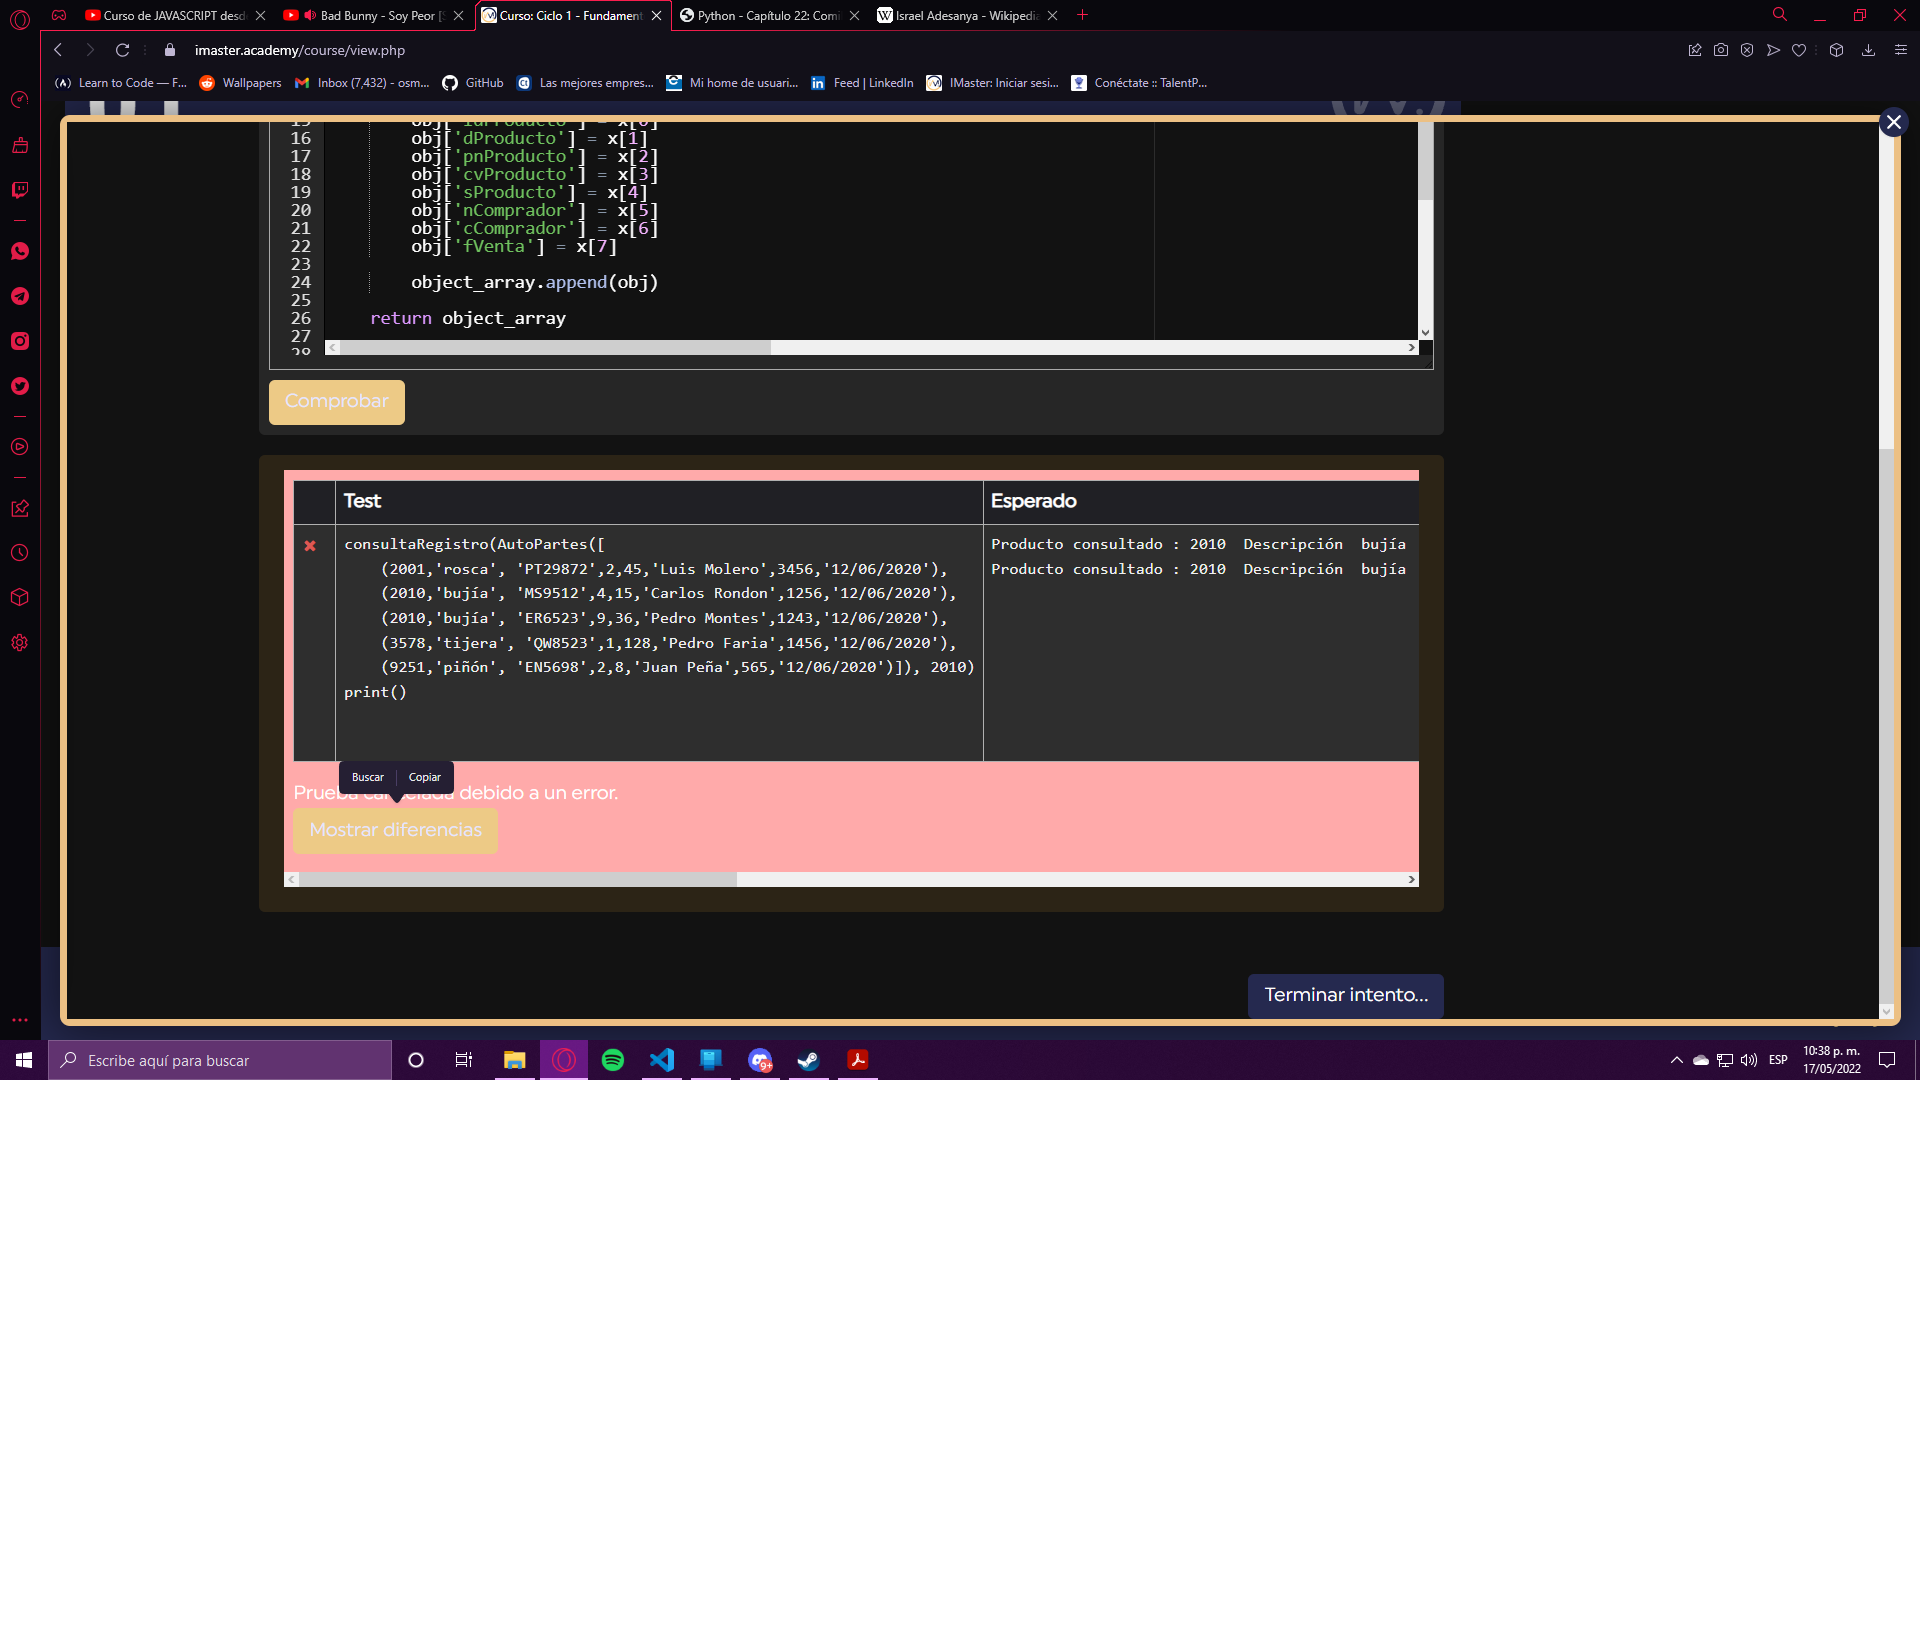 Curso de JAVASCRIPT desd
Bad Bunny - Soy Peor [S
Curso: Ciclo 1 - Fundament
Python - Capítulo 22: Comi
Israel Adesanya - Wikipedia
imaster.academy/course/view.php
Learn to Code — F...
Wallpapers
Inbox (7,432) - osm...
GitHub
Las mejores empres...
Mi home de usuari...
Feed | LinkedIn
IMaster: Iniciar sesi...
Conéctate :: TalentP...
15 obj['idProducto'] = x[0]
16 obj['dProducto'] = x[1]
17 obj['pnProducto'] = x[2]
18 obj['cvProducto'] = x[3]
19 obj['sProducto'] = x[4]
20 obj['nComprador'] = x[5]
21 obj['cComprador'] = x[6]
22 obj['fVenta'] = x[7]
23
24 object_array.append(obj)
25
26 return object_array
27
28
Comprobar
Test Esperado
consultaRegistro(AutoPartes([
(2001,'rosca', 'PT29872',2,45,'Luis Molero',3456,'12/06/2020'),
(2010,'bujía', 'MS9512',4,15,'Carlos Rondon',1256,'12/06/2020'),
(2010,'bujía', 'ER6523',9,36,'Pedro Montes',1243,'12/06/2020'),
(3578,'tijera', 'QW8523',1,128,'Pedro Faria',1456,'12/06/2020'),
(9251,'piñón', 'EN5698',2,8,'Juan Peña',565,'12/06/2020')]), 2010)
print()
Producto consultado : 2010 Descripción bujía
Producto consultado : 2010 Descripción bujía
Buscar
Copiar
Prueba cancelada debido a un error.
Mostrar diferencias
Terminar intento...
Escribe aquí para buscar
9+
ESP
10:38 p. m.
17/05/2022